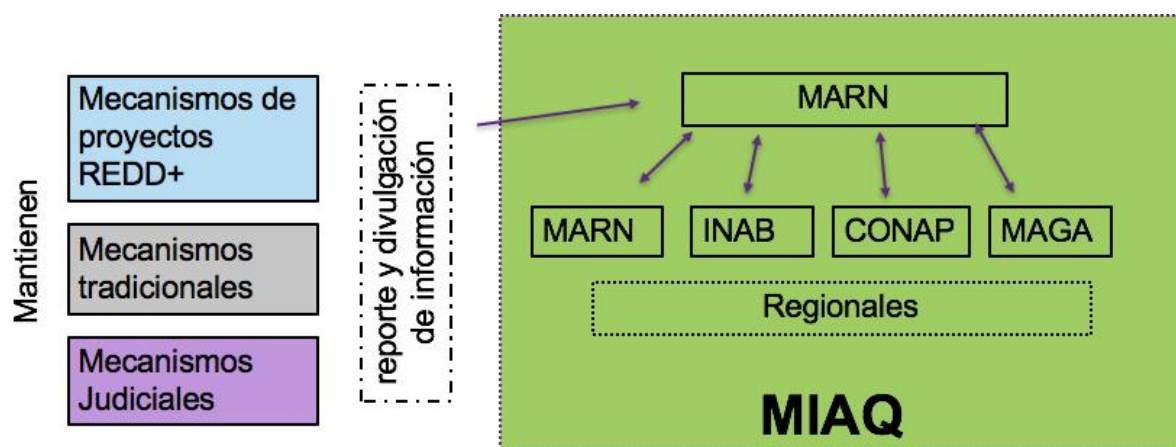 Mantienen
Mecanismos de
proyectos
REDD+
Mecanismos
tradicionales
Mecanismos
Judiciales
reporte y divulgación
de información
MARN
MARN
INAB
CONAP
MAGA
Regionales
MIAQ